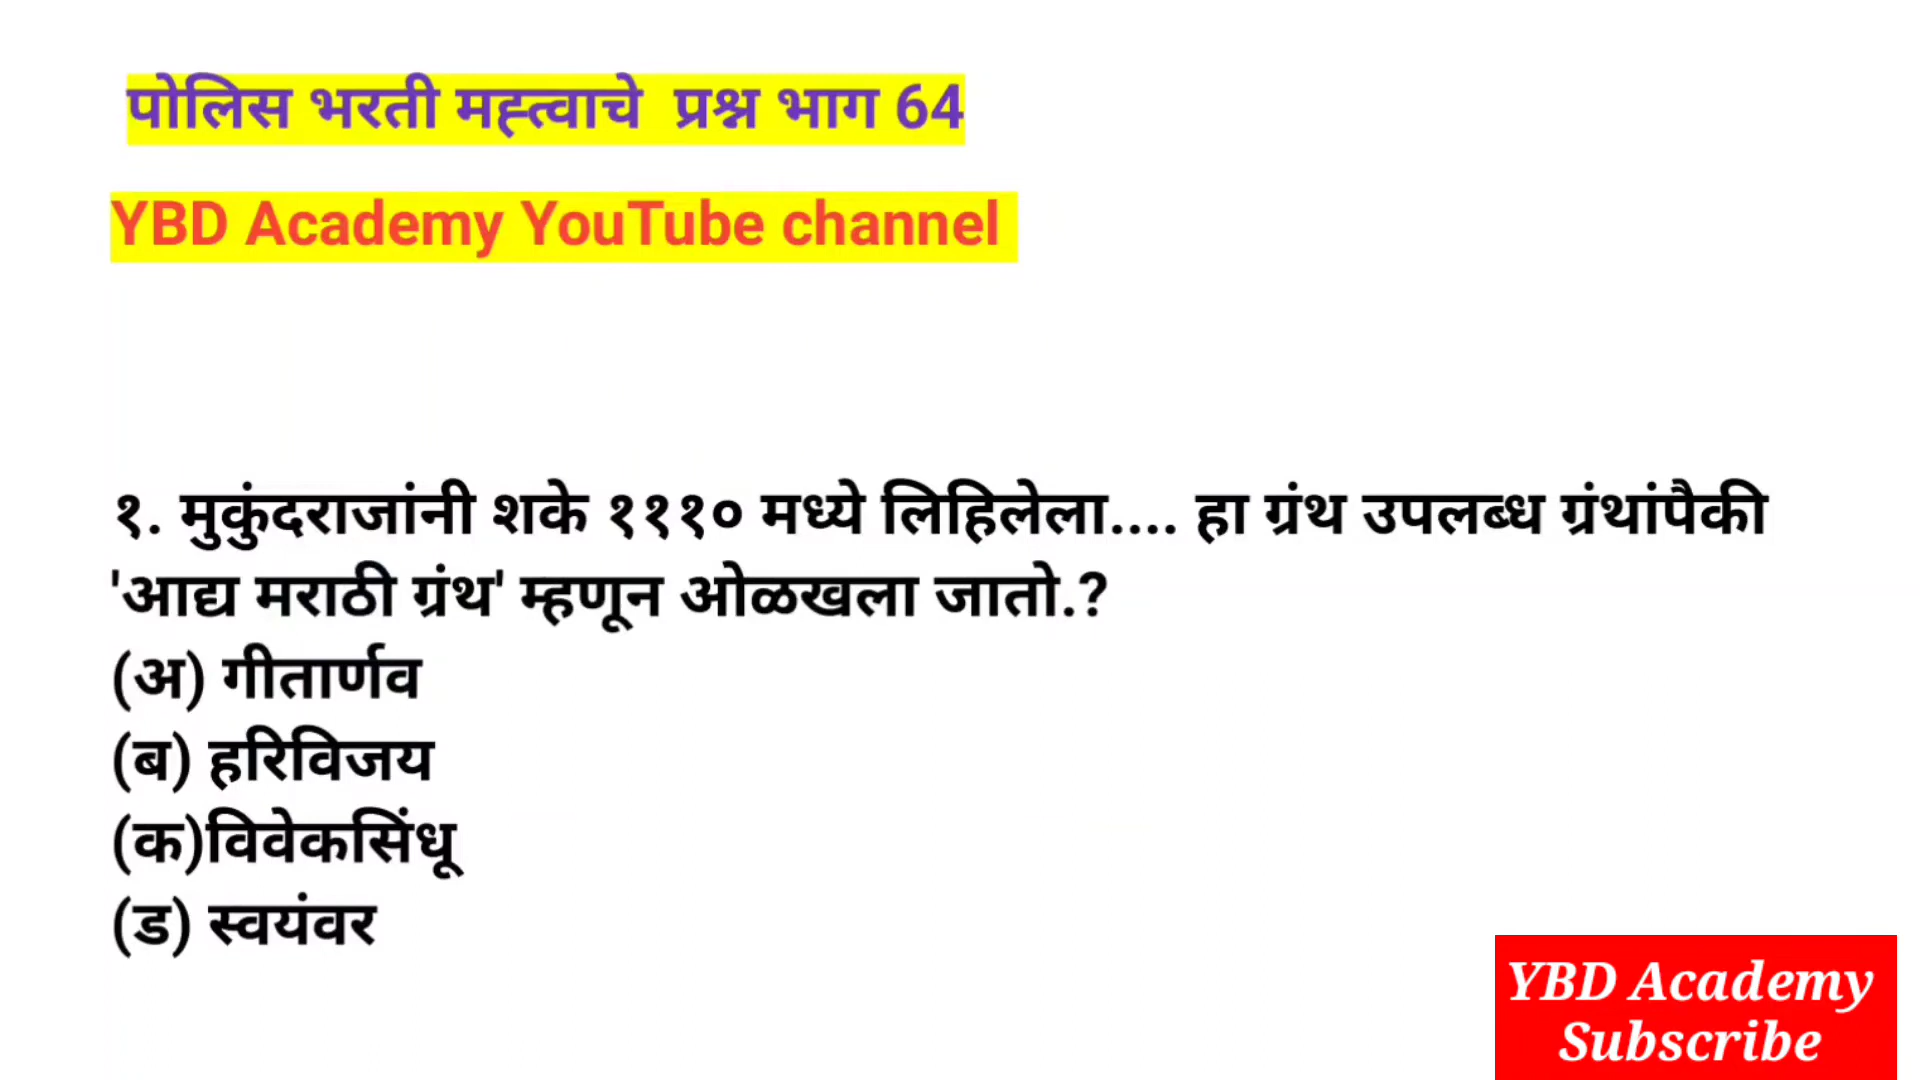 पोलिस भरती मह्त्वाचे प्रश्न भाग 64
YBD Academy YouTube channel
१. मुकुंदराजांनी शके १११० मध्ये लिहिलेला.... हा ग्रंथ उपलब्ध ग्रंथांपैकी
'आद्य मराठी ग्रंथ' म्हणून ओळखला जातो.?
(अ) गीतार्णव
(ब) हरिविजय
(क)विवेकसिंधू
(ड) स्वयंवर
YBD Academy
Subscribe